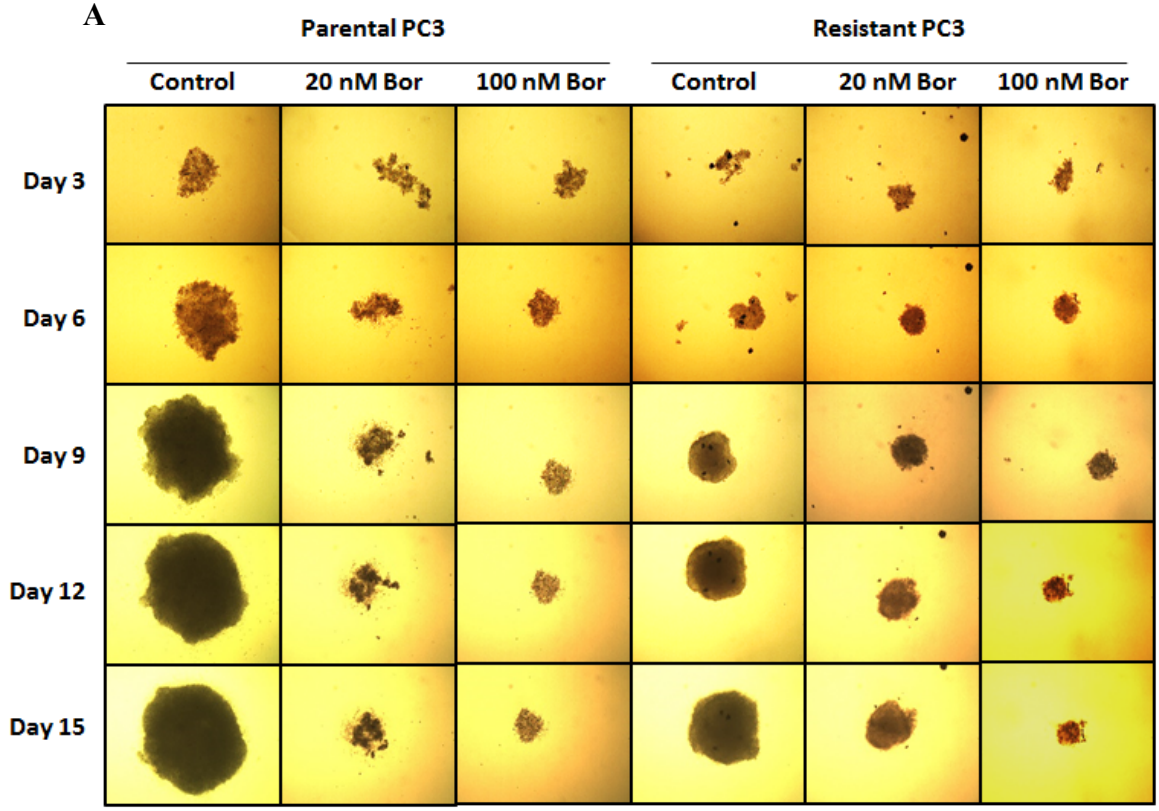 A
Parental PC3 Resistant PC3
Control 20 nM Bor 100 nM Bor Control 20 nM Bor 100 nM Bor
Day 3
Day 6
Day 9
Day 12
Day 15